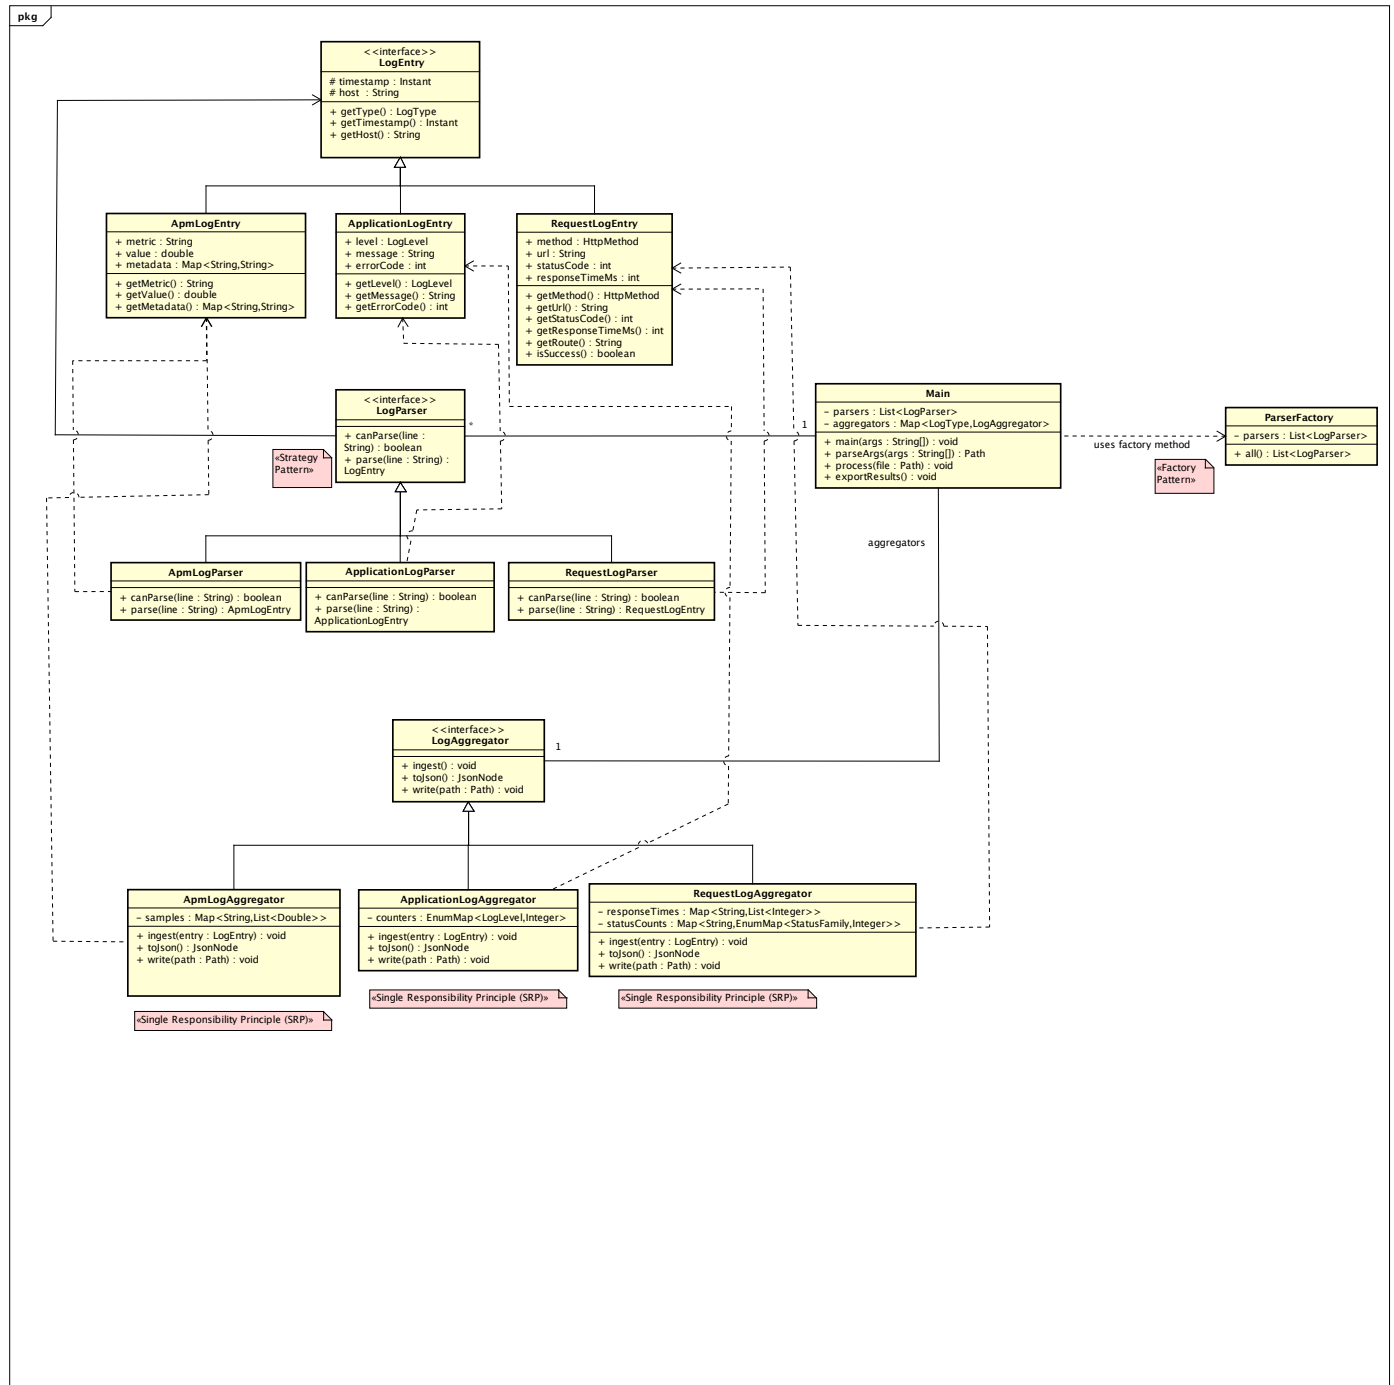 pkg
<<interface>>
LogEntry
# timestamp : Instant
# host  : String
+ getType() : LogType
+ getTimestamp() : Instant
+ getHost() : String
ApmLogEntry
+ metric : String
+ value : double
+ metadata : Map<String,String>
+ getMetric() : String
+ getValue() : double
+ getMetadata() : Map<String,String>
ApplicationLogEntry
+ level : LogLevel
+ message : String
+ errorCode : int
+ getLevel() : LogLevel
+ getMessage() : String
+ getErrorCode() : int
RequestLogEntry
+ method : HttpMethod
+ url : String
+ statusCode : int
+ responseTimeMs : int
+ getMethod() : HttpMethod
+ getUrl() : String
+ getStatusCode() : int
+ getResponseTimeMs() : int
+ getRoute() : String
+ isSuccess() : boolean
<<interface>>
LogParser
+ canParse(line :
String) : boolean
+ parse(line : String) :
LogEntry
*
1
«Strategy
Pattern»
Main
− parsers : List<LogParser>
− aggregators : Map<LogType,LogAggregator>
+ main(args : String[]) : void
+ parseArgs(args : String[]) : Path
+ process(file : Path) : void
+ exportResults() : void
uses factory method
ParserFactory
− parsers : List<LogParser>
+ all() : List<LogParser>
«Factory
Pattern»
aggregators
ApmLogParser
+ canParse(line : String) : boolean
+ parse(line : String) : ApmLogEntry
ApplicationLogParser
+ canParse(line : String) : boolean
+ parse(line : String) :
ApplicationLogEntry
RequestLogParser
+ canParse(line : String) : boolean
+ parse(line : String) : RequestLogEntry
<<interface>>
LogAggregator
+ ingest() : void
+ toJson() : JsonNode
+ write(path : Path) : void
1
ApmLogAggregator
− samples : Map<String,List<Double>>
+ ingest(entry : LogEntry) : void
+ toJson() : JsonNode
+ write(path : Path) : void
ApplicationLogAggregator
− counters : EnumMap<LogLevel,Integer>
+ ingest(entry : LogEntry) : void
+ toJson() : JsonNode
+ write(path : Path) : void
RequestLogAggregator
− responseTimes : Map<String,List<Integer>>
− statusCounts : Map<String,EnumMap<StatusFamily,Integer>>
+ ingest(entry : LogEntry) : void
+ toJson() : JsonNode
+ write(path : Path) : void
«Single Responsibility Principle (SRP)»
«Single Responsibility Principle (SRP)»
«Single Responsibility Principle (SRP)»